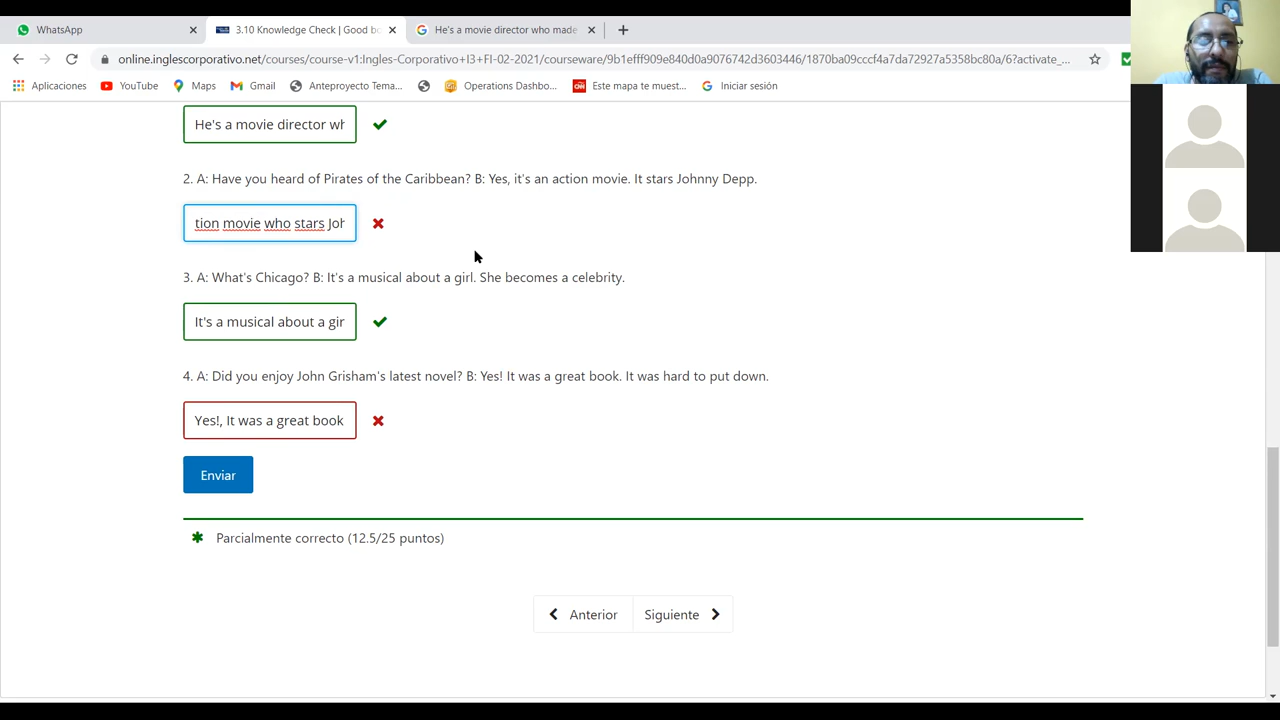 WhatsApp
3.10 Knowledge Check | Good bo
He's a movie director who made
online.inglescorporativo.net/courses/course-v1:Ingles-Corporativo+I3+FI-02-2021/courseware/9b1efff909e840d0a9076742d3603446/1870ba09cccf4a7da72927a5358bc80a/6?activate_...
Aplicaciones YouTube Maps Gmail Anteproyecto Tema... Operations Dashbo... Este mapa te muest... Iniciar sesión
He's a movie director wh
2. A: Have you heard of Pirates of the Caribbean? B: Yes, it's an action movie. It stars Johnny Depp.
tion movie who stars Joh
3. A: What's Chicago? B: It's a musical about a girl. She becomes a celebrity.
It's a musical about a gir
4. A: Did you enjoy John Grisham's latest novel? B: Yes! It was a great book. It was hard to put down.
Yes!, It was a great book
Enviar
Parcialmente correcto (12.5/25 puntos)
Anterior Siguiente